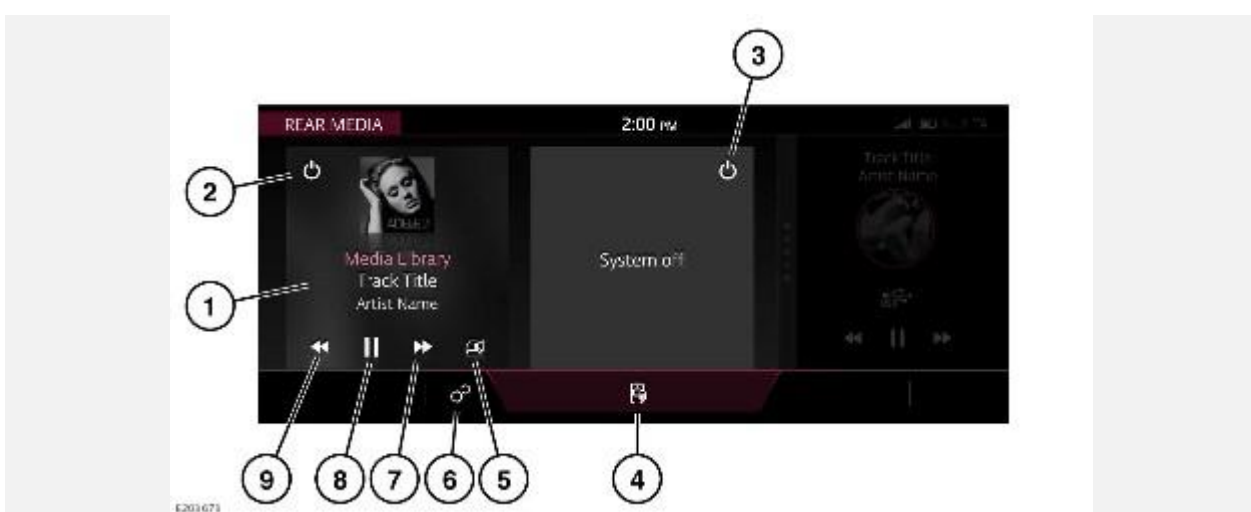 3
REAR MEDIA
2:00 PM
2
Track Title
Artist Name
Media Library
Track Title
Artist Name
System off
1
9
8
7
6
5
4
E203673